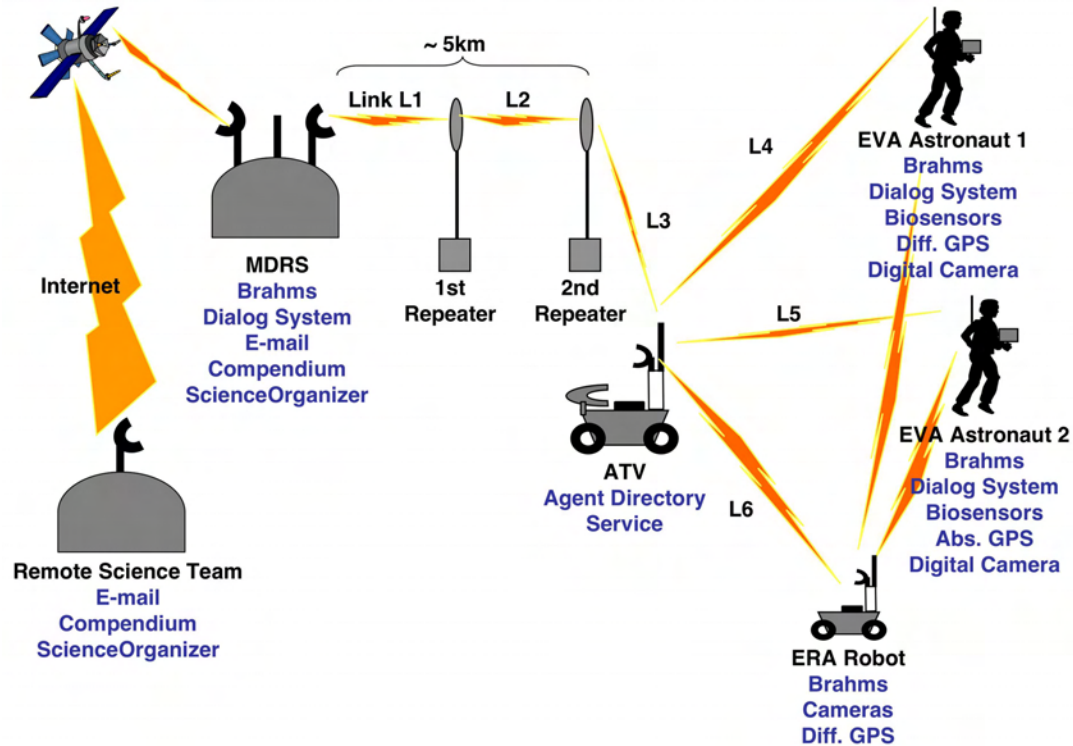 ~ 5km
Link L1
L2
L3
L4
L5
L6
Internet
MDRS
Brahms
Dialog System
E-mail
Compendium
ScienceOrganizer
1st
Repeater
2nd
Repeater
EVA Astronaut 1
Brahms
Dialog System
Biosensors
Diff. GPS
Digital Camera
EVA Astronaut 2
Brahms
Dialog System
Biosensors
Abs. GPS
Digital Camera
ATV
Agent Directory
Service
Remote Science Team
E-mail
Compendium
ScienceOrganizer
ERA Robot
Brahms
Cameras
Diff. GPS